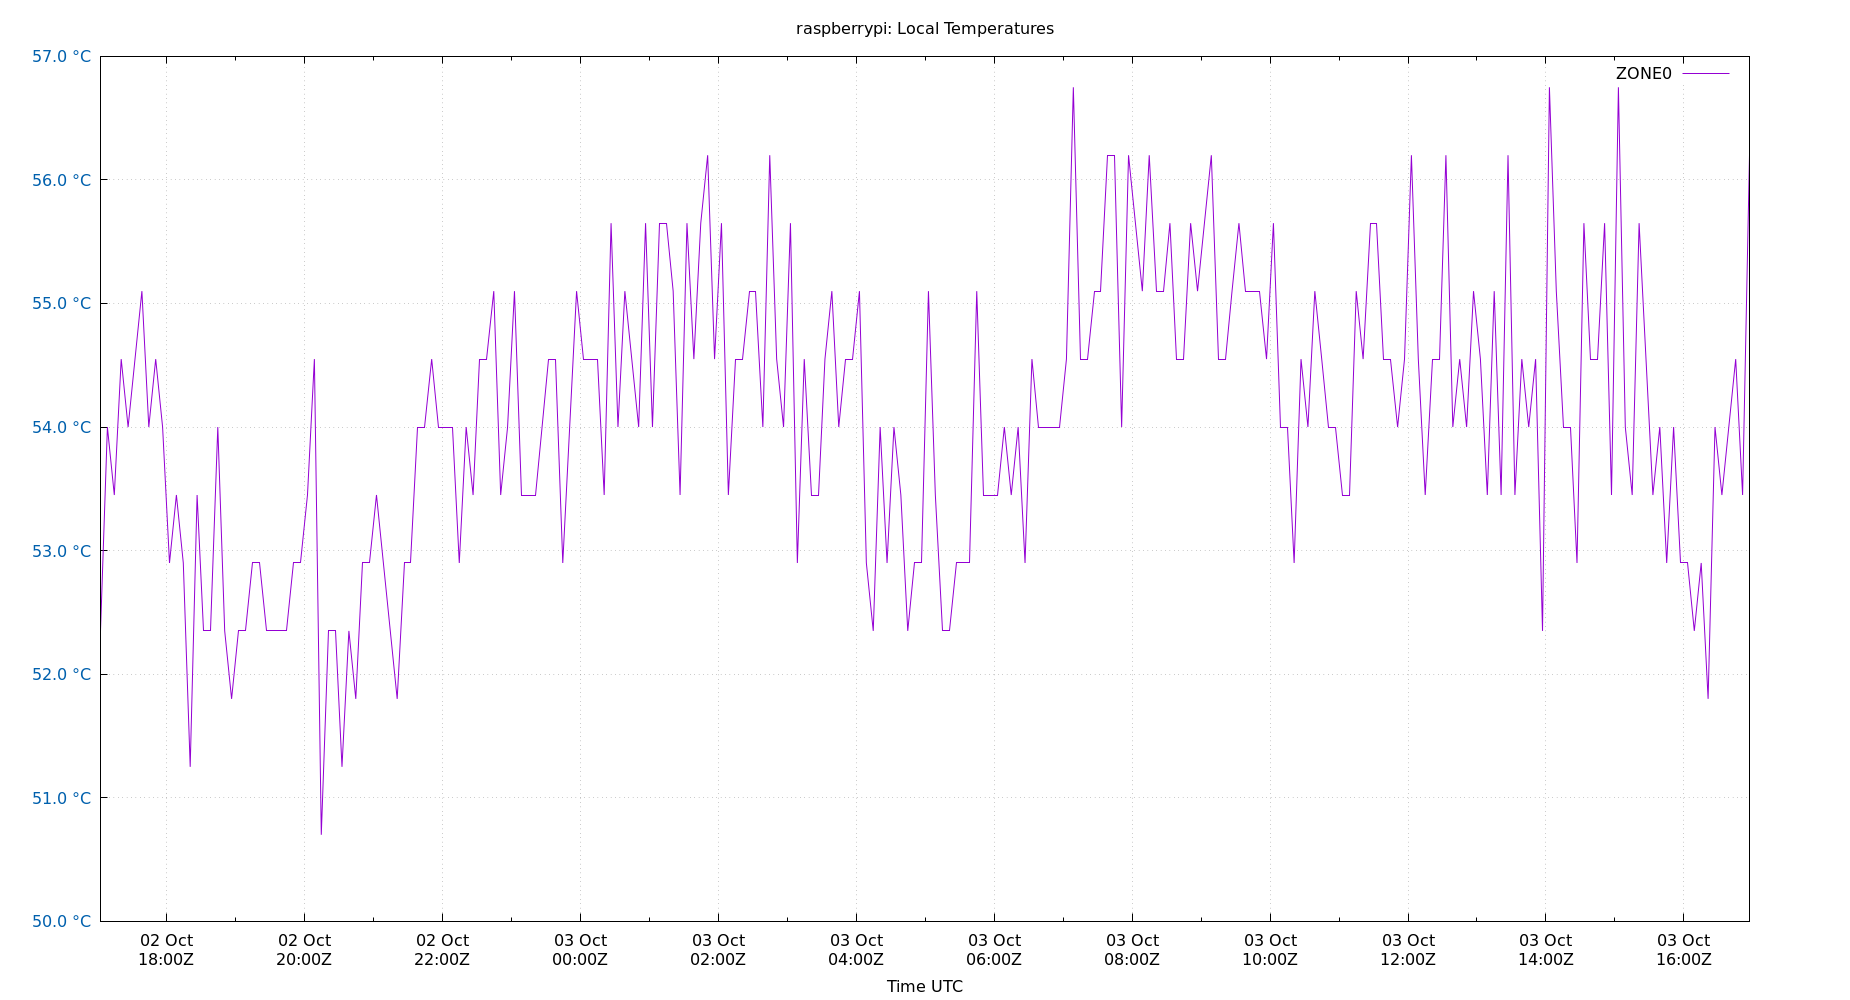 raspberrypi: Local Temperatures
57.0 °C
ZONE0
56.0 °C
55.0 °C
54.0 °C
53.0 °C
52.0 °C
51.0 °C
50.0 °C
02 Oct 02 Oct 02 Oct 03 Oct 03 Oct 03 Oct 03 Oct 03 Oct 03 Oct 03 Oct 03 Oct 03 Oct
18:00Z 20:00Z 22:00Z 00:00Z 02:00Z 04:00Z 06:00Z 08:00Z 10:00Z 12:00Z 14:00Z 16:00Z
Time UTC